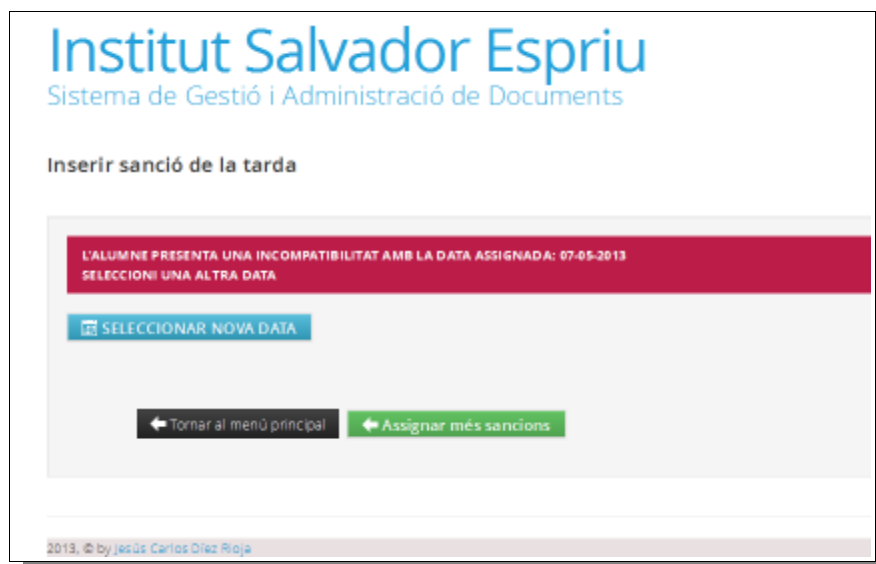 Institut Salvador Espriu
Sistema de Gestió i Administració de Documents
Inserir sanció de la tarda
L'ALUMNE PRESENTA UNA INCOMPATIBILITAT AMB LA DATA ASSIGNADA: 07-05-2013
SELECCIONI UNA ALTRA DATA
SELECCIONAR NOVA DATA
Tornar al menú principal
Assignar més sancions
2013, © by Jesús Carlos Díez Rioja